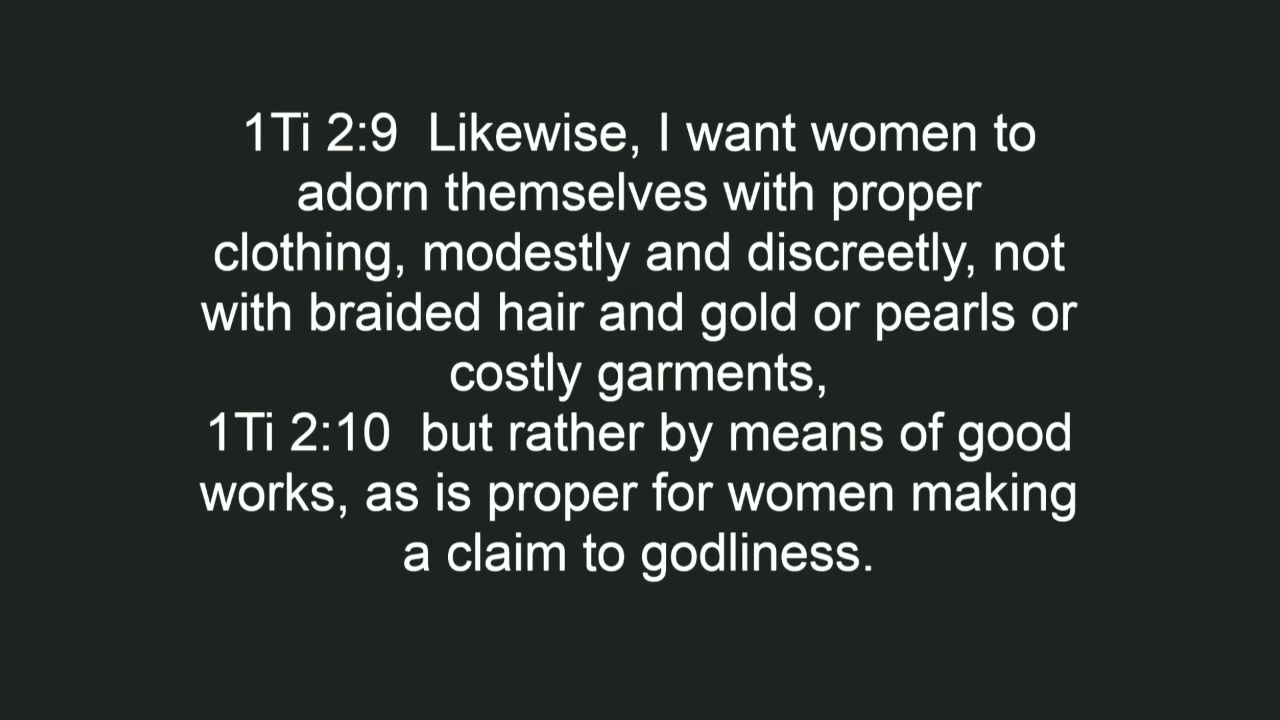 1Ti 2:9  Likewise, I want women to
adorn themselves with proper
clothing, modestly and discreetly, not
with braided hair and gold or pearls or
costly garments,
1Ti 2:10  but rather by means of good
works, as is proper for women making
a claim to godliness.